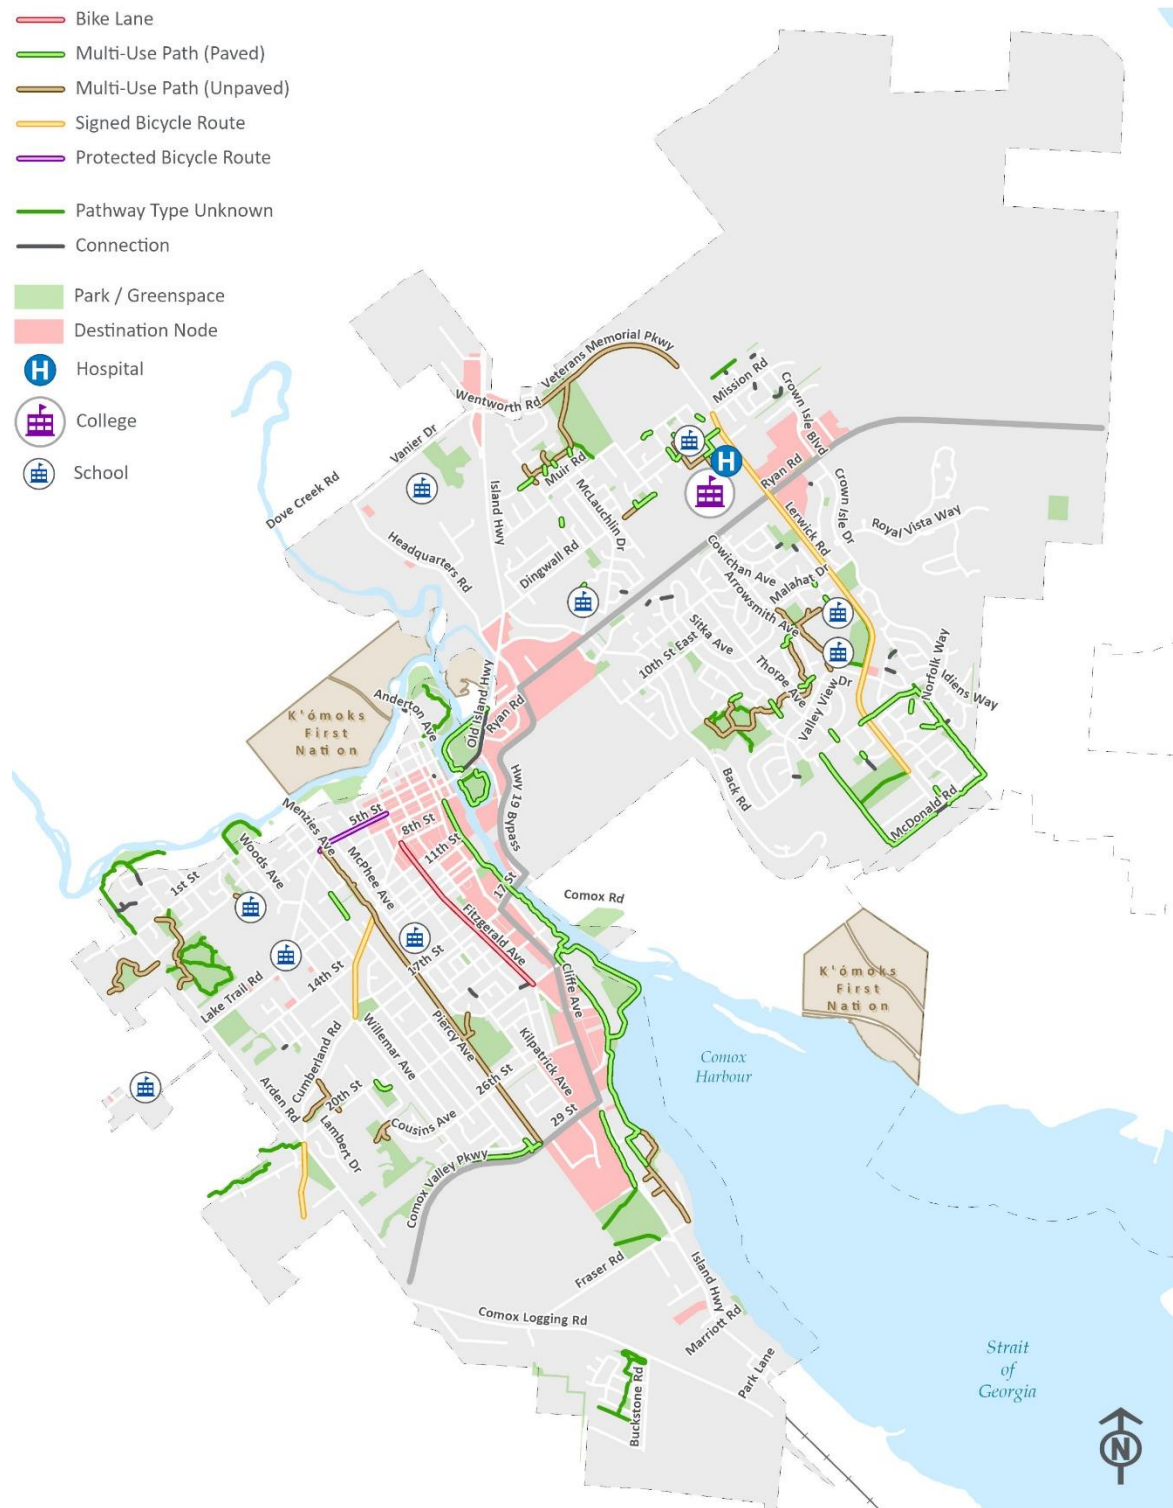 Bike Lane
Multi-Use Path (Paved)
Multi-Use Path (Unpaved)
Signed Bicycle Route
Protected Bicycle Route
Pathway Type Unknown
Connection
Park / Greenspace
Destination Node
H
Hospital
College
School
Veterans Memorial Pkwy
Wentworth Rd
Mission Rd
Crown Isle Blvd
Vanier Dr
Muir Rd
H
Ryan Rd
Dove Creek Rd
Island Hwy
McLauchlin Dr
Lerwick Rd
Crown Isle Dr
Royal Vista Way
Headquarters Rd
Dingwall Rd
Cowichan Ave
Malahat Dr
Arrowsmith Ave
Sitka Ave
10th St East
Thorpe Ave
Norfolk Way
Idiens Way
Valley View Dr
K'ómoks
First
Nation
Anderton Ave
Old Island Hwy
Ryan Rd
Hwy 19 Bypass
Back Rd
McDonald Rd
Menzies Ave
5th St
8th St
11th St
Woods Ave
McPhee Ave
1st St
17 St
Comox Rd
Fitzgerald Ave
17th St
14th St
Lake Trail Rd
Cliffe Ave
K'ómoks
First
Nation
Comox
Harbour
Cumberland Rd
Willemar Ave
Piercy Ave
Kilpatrick Ave
26th St
29 St
Arden Rd
20th St
Lambert Dr
Cousins Ave
Comox Valley Pkwy
Fraser Rd
Island Hwy
Comox Logging Rd
Marriott Rd
Park Lane
Buckstone Rd
Strait
of
Georgia
N